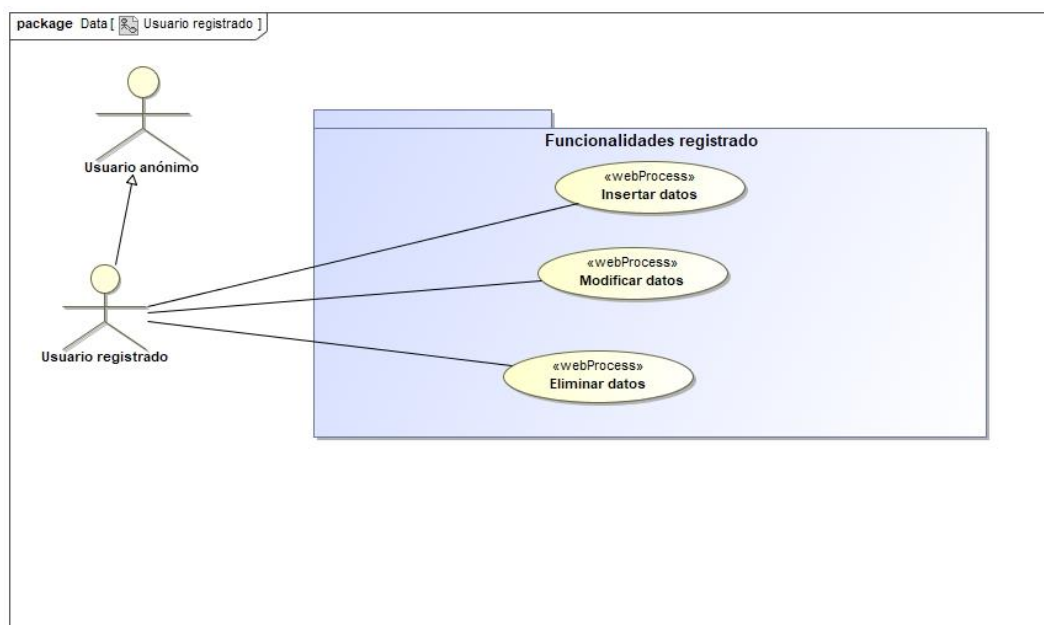 package Data [ Usuario registrado ]
Usuario anónimo
Funcionalidades registrado
«webProcess»
Insertar datos
«webProcess»
Modificar datos
Usuario registrado
«webProcess»
Eliminar datos